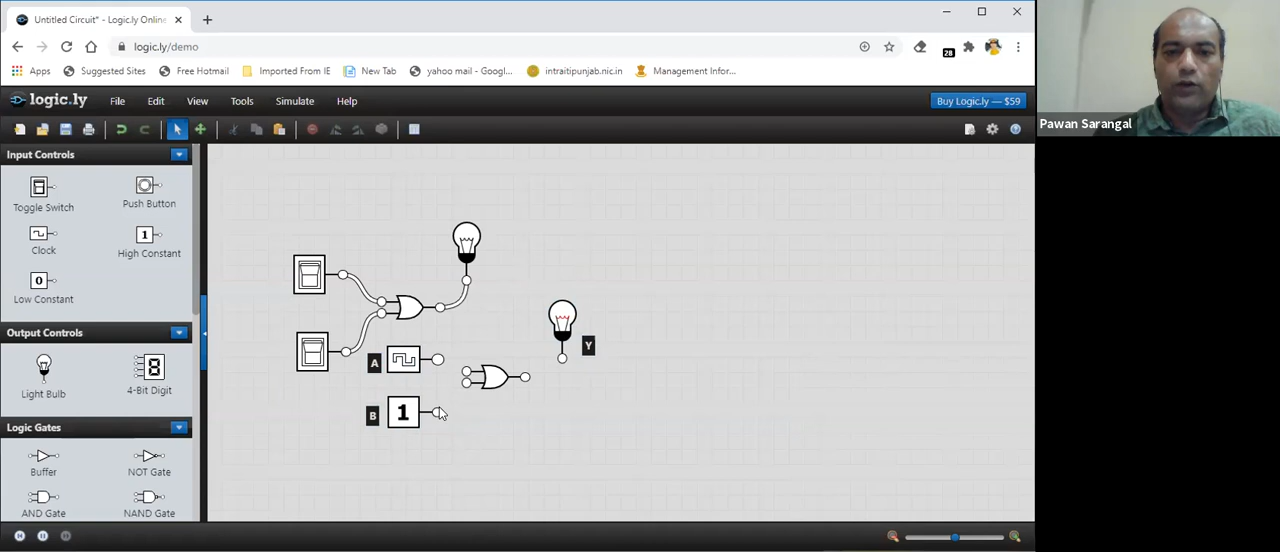 Untitled Circuit* - Logic.ly Online
logic.ly/demo
28
Apps Suggested Sites Free Hotmail Imported From IE New Tab yahoo mail - Googl... intraitipunjab.nic.in Management Infor...
logic.ly File Edit View Tools Simulate Help Buy Logic.ly — $59
Pawan Sarangal
Input Controls
Toggle Switch Push Button
Clock
1
High Constant
0
Low Constant
Output Controls
Light Bulb 4-Bit Digit
Logic Gates
Buffer NOT Gate
AND Gate NAND Gate
Y
A
B 1